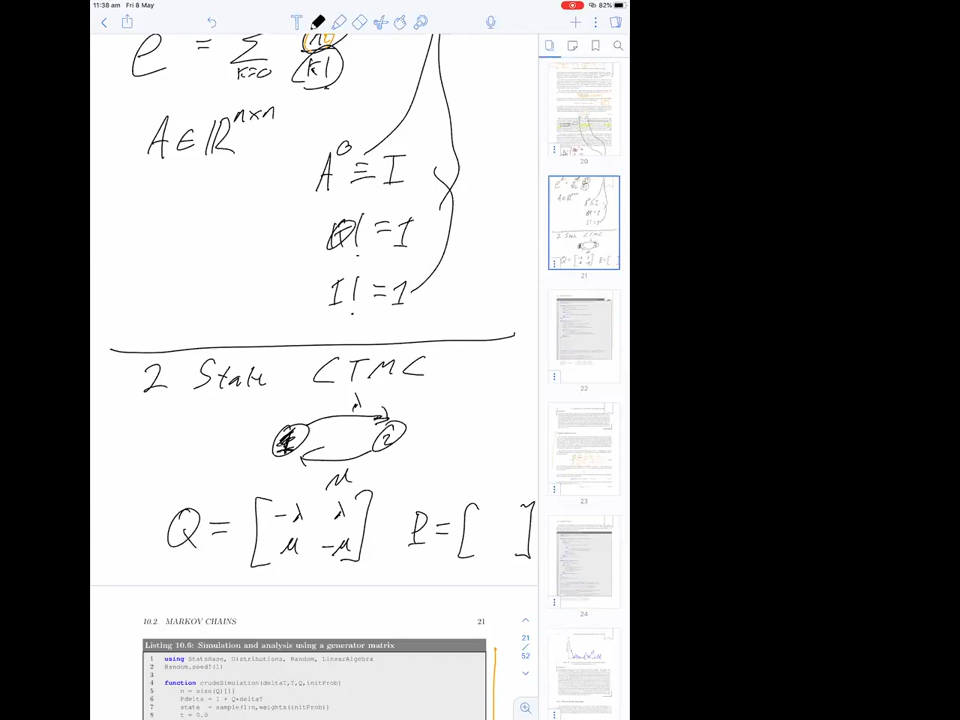 11:38 am Fri 8 May
82%
T
e = Σ
k=0 k!
A ∈ ℝ^{n×n}
A^0 ≡ I
0! = 1
1! = 1
2 State CTMC
λ
1 2
μ
Q = [ -λ λ
μ -μ ] P = [ ]
10.2. MARKOV CHAINS 21
Listing 10.6: Simulation and analysis using a generator matrix
1 using StatsBase, Distributions, Random, LinearAlgebra
2 Random.seed!(1)
3
4 function crudeSimulation(deltaT,T,Q,initProb)
5 n = size(Q)[1]
6 Pdelta = I + Q*deltaT
7 state = sample(1:n,weights(initProb))
8 t = 0.0
20
21
22
23
24
21
/
52